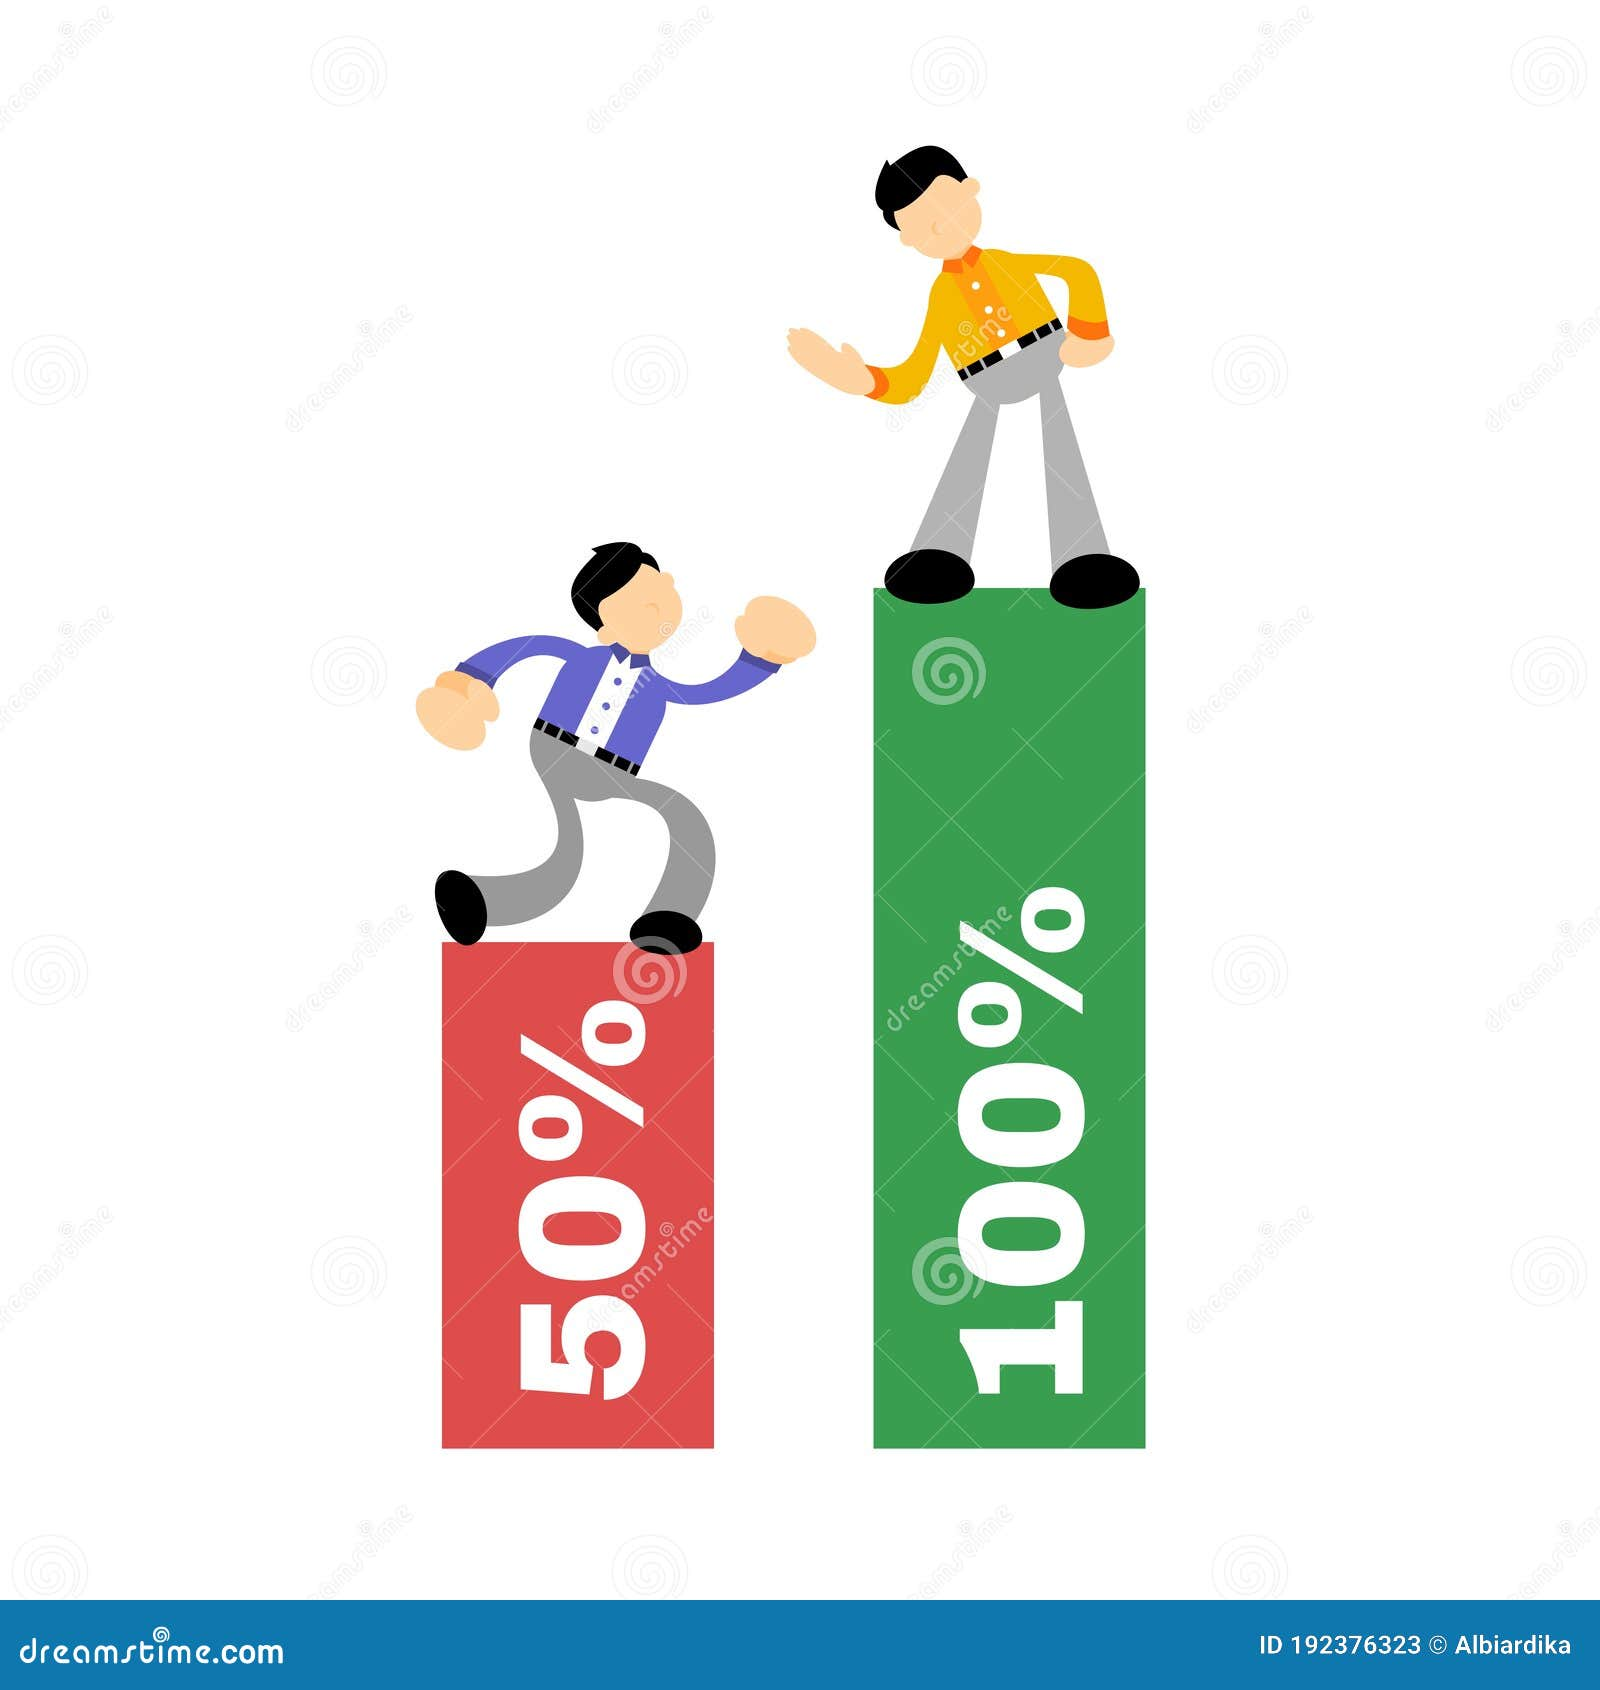 50%
100%
dreamstime.com
ID 192376323 © Albiardika